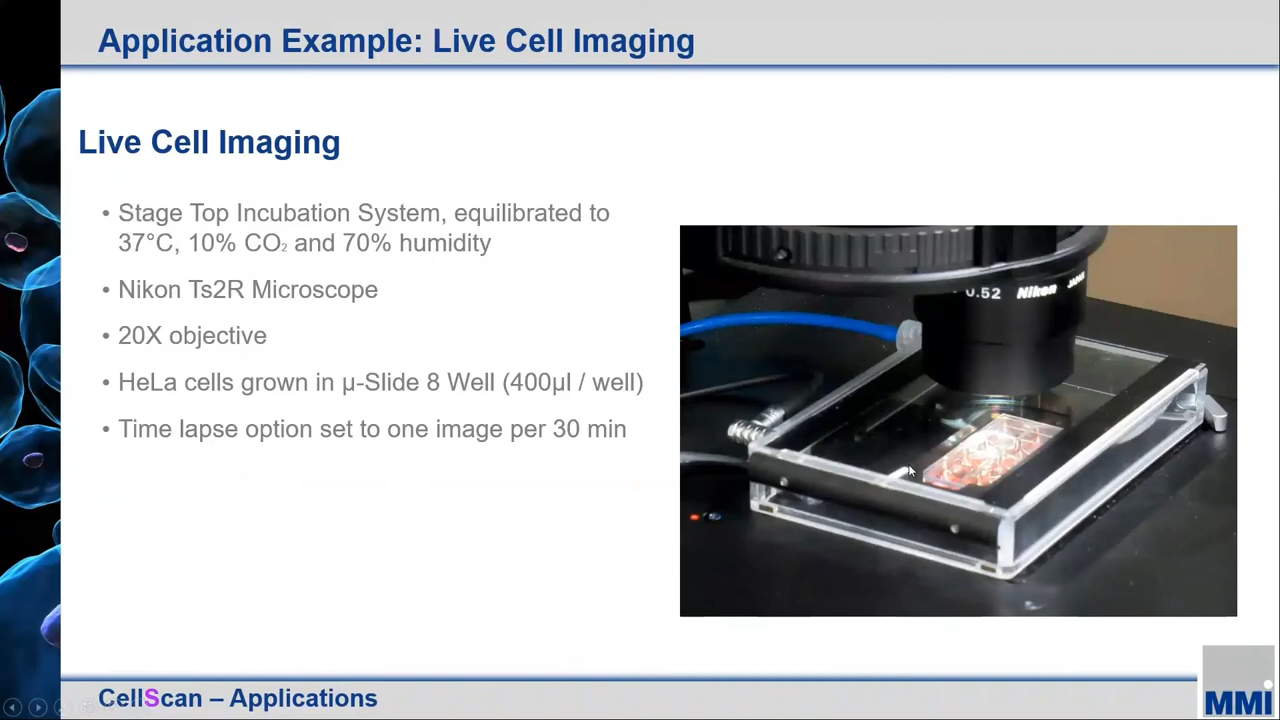 Application Example: Live Cell Imaging
Live Cell Imaging
• Stage Top Incubation System, equilibrated to
37°C, 10% CO₂ and 70% humidity
• Nikon Ts2R Microscope
• 20X objective
• HeLa cells grown in µ-Slide 8 Well (400µl / well)
• Time lapse option set to one image per 30 min
0.52 Nikon JAPAN
CellScan – Applications
MMi